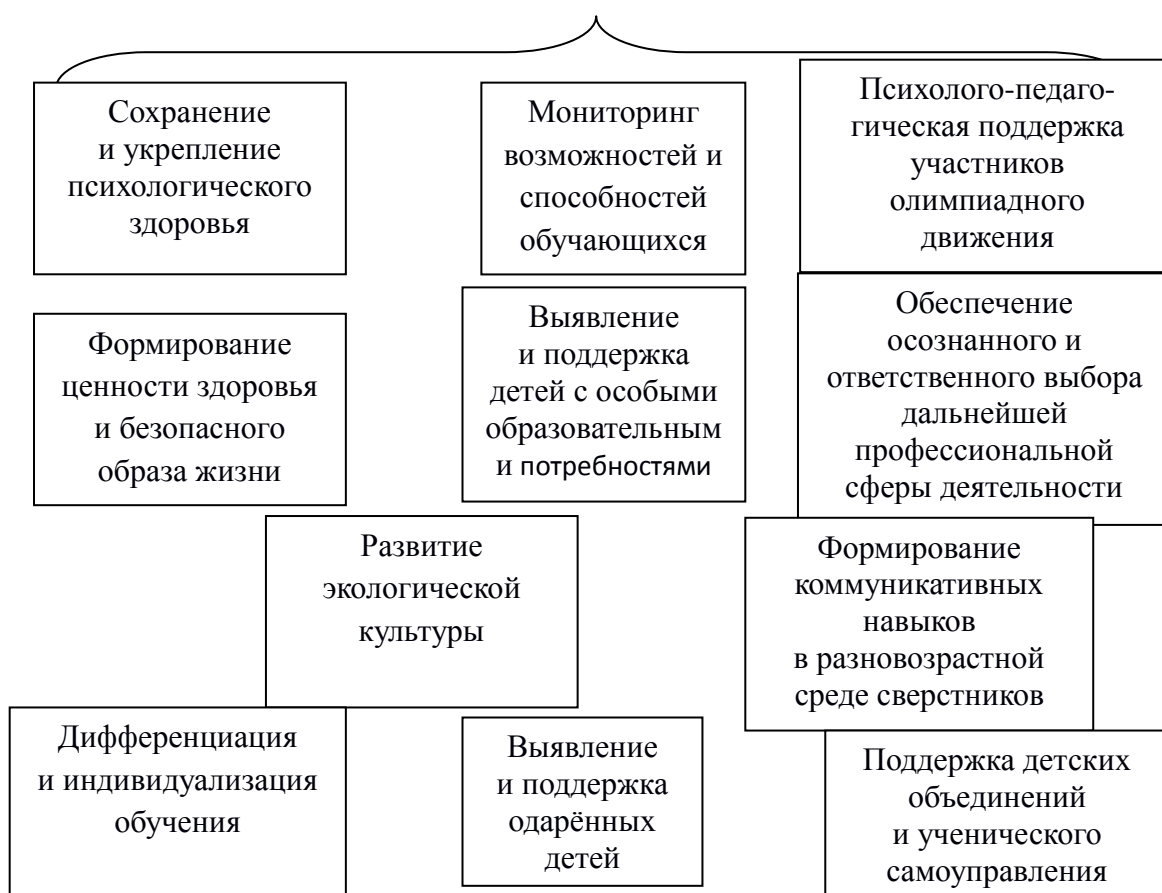 Сохранение
и укрепление
психологического
здоровья
Мониторинг
возможностей и
способностей
обучающихся
Психолого-педаго-
гическая поддержка
участников
олимпиадного
движения
Формирование
ценности здоровья
и безопасного
образа жизни
Выявление
и поддержка
детей с особыми
образовательным
и потребностями
Обеспечение
осознанного и
ответственного выбора
дальнейшей
профессиональной
сферы деятельности
Развитие
экологической
культуры
Формирование
коммуникативных
навыков
в разновозрастной
среде сверстников
Дифференциация
и индивидуализация
обучения
Выявление
и поддержка
одарённых
детей
Поддержка детских
объединений
и ученического
самоуправления